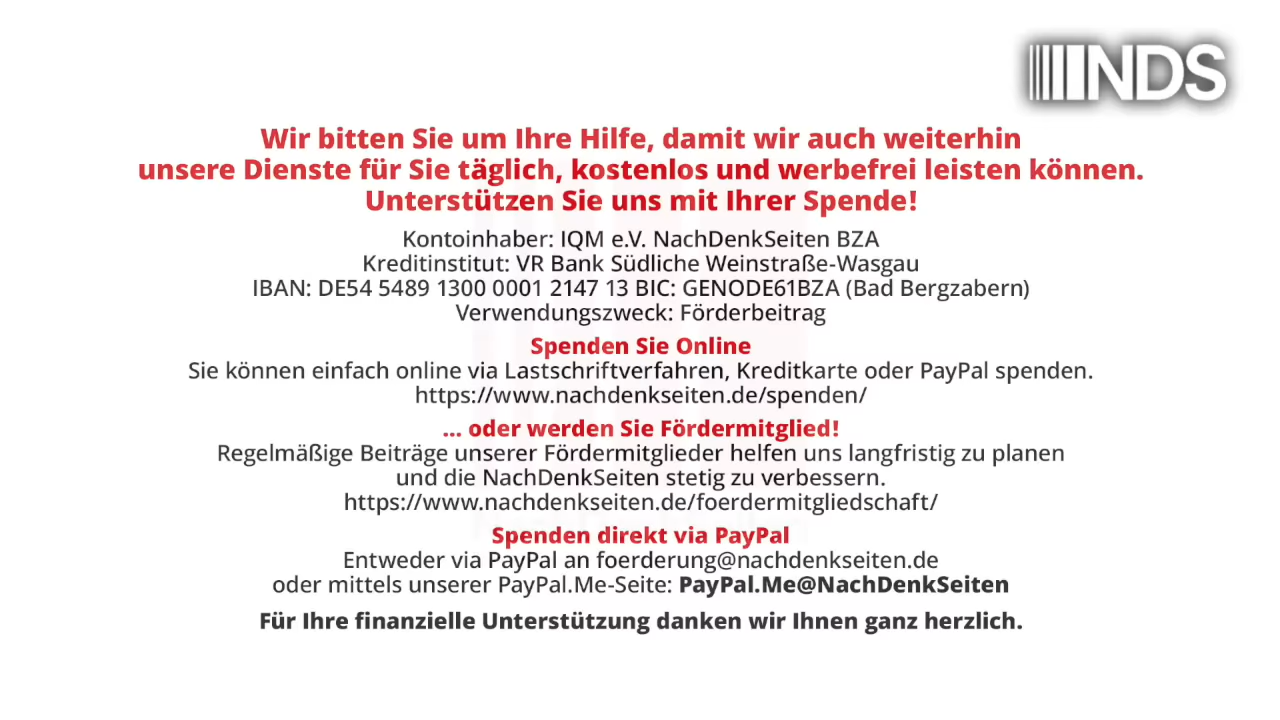 NDS
Wir bitten Sie um Ihre Hilfe, damit wir auch weiterhin
unsere Dienste für Sie täglich, kostenlos und werbefrei leisten können.
Unterstützen Sie uns mit Ihrer Spende!
Kontoinhaber: IQM e.V. NachDenkSeiten BZA
Kreditinstitut: VR Bank Südliche Weinstraße-Wasgau
IBAN: DE54 5489 1300 0001 2147 13 BIC: GENODE61BZA (Bad Bergzabern)
Verwendungszweck: Förderbeitrag
Spenden Sie Online
Sie können einfach online via Lastschriftverfahren, Kreditkarte oder PayPal spenden.
https://www.nachdenkseiten.de/spenden/
... oder werden Sie Fördermitglied!
Regelmäßige Beiträge unserer Fördermitglieder helfen uns langfristig zu planen
und die NachDenkSeiten stetig zu verbessern.
https://www.nachdenkseiten.de/foerdermitgliedschaft/
Spenden direkt via PayPal
Entweder via PayPal an foerderung@nachdenkseiten.de
oder mittels unserer PayPal.Me-Seite: PayPal.Me@NachDenkSeiten
Für Ihre finanzielle Unterstützung danken wir Ihnen ganz herzlich.